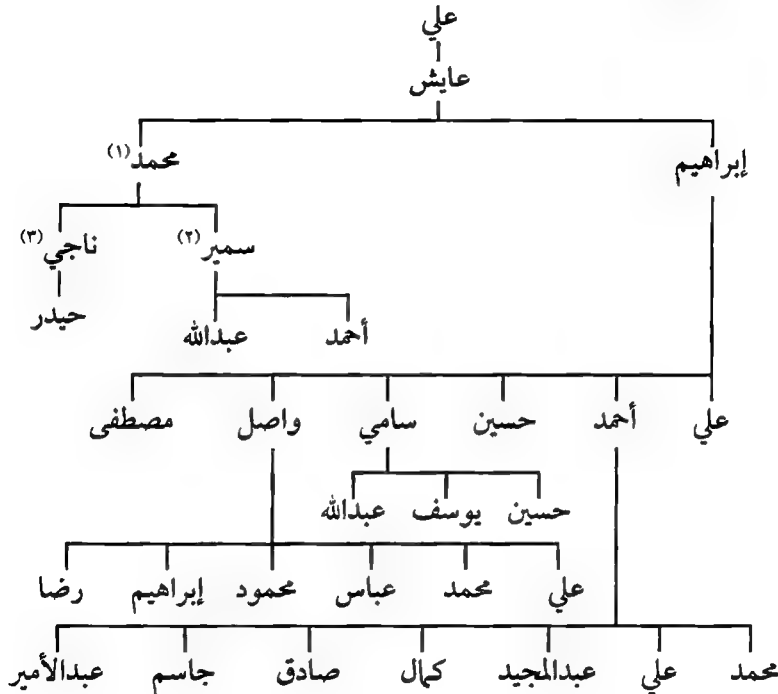 علي
عايش
إبراهيم محمد(١)
سمير(٢) ناجي(٣)
أحمد عبدالله حيدر
علي أحمد حسين سامي واصل مصطفى
حسين يوسف عبدالله
علي محمد عباس محمود إبراهيم رضا
محمد علي عبدالمجيد كمال صادق جاسم عبدالأمير